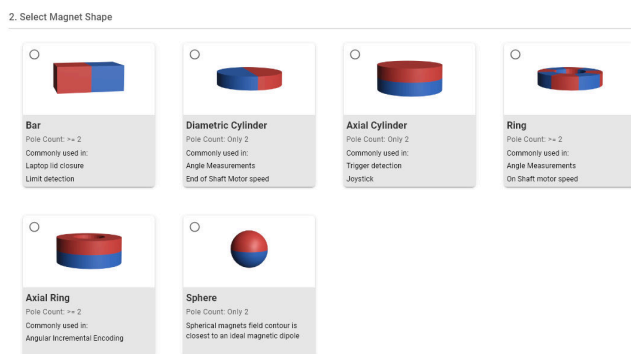 2. Select Magnet Shape
Bar
Pole Count: >= 2
Commonly used in:
Laptop lid closure
Limit detection
Diametric Cylinder
Pole Count: Only 2
Commonly used in:
Angle Measurements
End of Shaft Motor speed
Axial Cylinder
Pole Count: Only 2
Commonly used in:
Trigger detection
Joystick
Ring
Pole Count: >= 2
Commonly used in:
Angle Measurements
On Shaft motor speed
Axial Ring
Pole Count: >= 2
Commonly used in:
Angular Incremental Encoding
Sphere
Pole Count: Only 2
Spherical magnets field contour is
closest to an ideal magnetic dipole